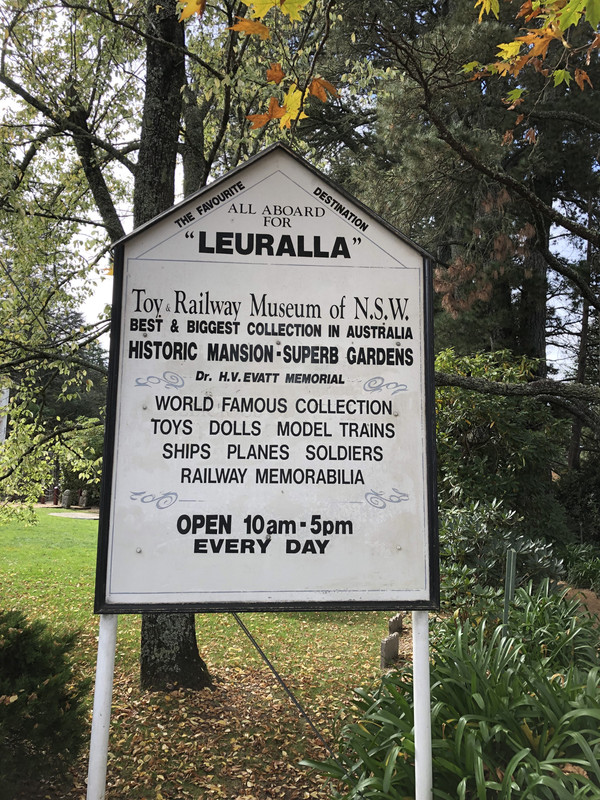 THE FAVOURITE DESTINATION
ALL ABOARD
FOR
"LEURALLA"
Toy & Railway Museum of N.S.W.
BEST & BIGGEST COLLECTION IN AUSTRALIA
HISTORIC MANSION - SUPERB GARDENS
Dr. H.V. EVATT MEMORIAL
WORLD FAMOUS COLLECTION
TOYS DOLLS MODEL TRAINS
SHIPS PLANES SOLDIERS
RAILWAY MEMORABILIA
OPEN 10am - 5pm
EVERY DAY